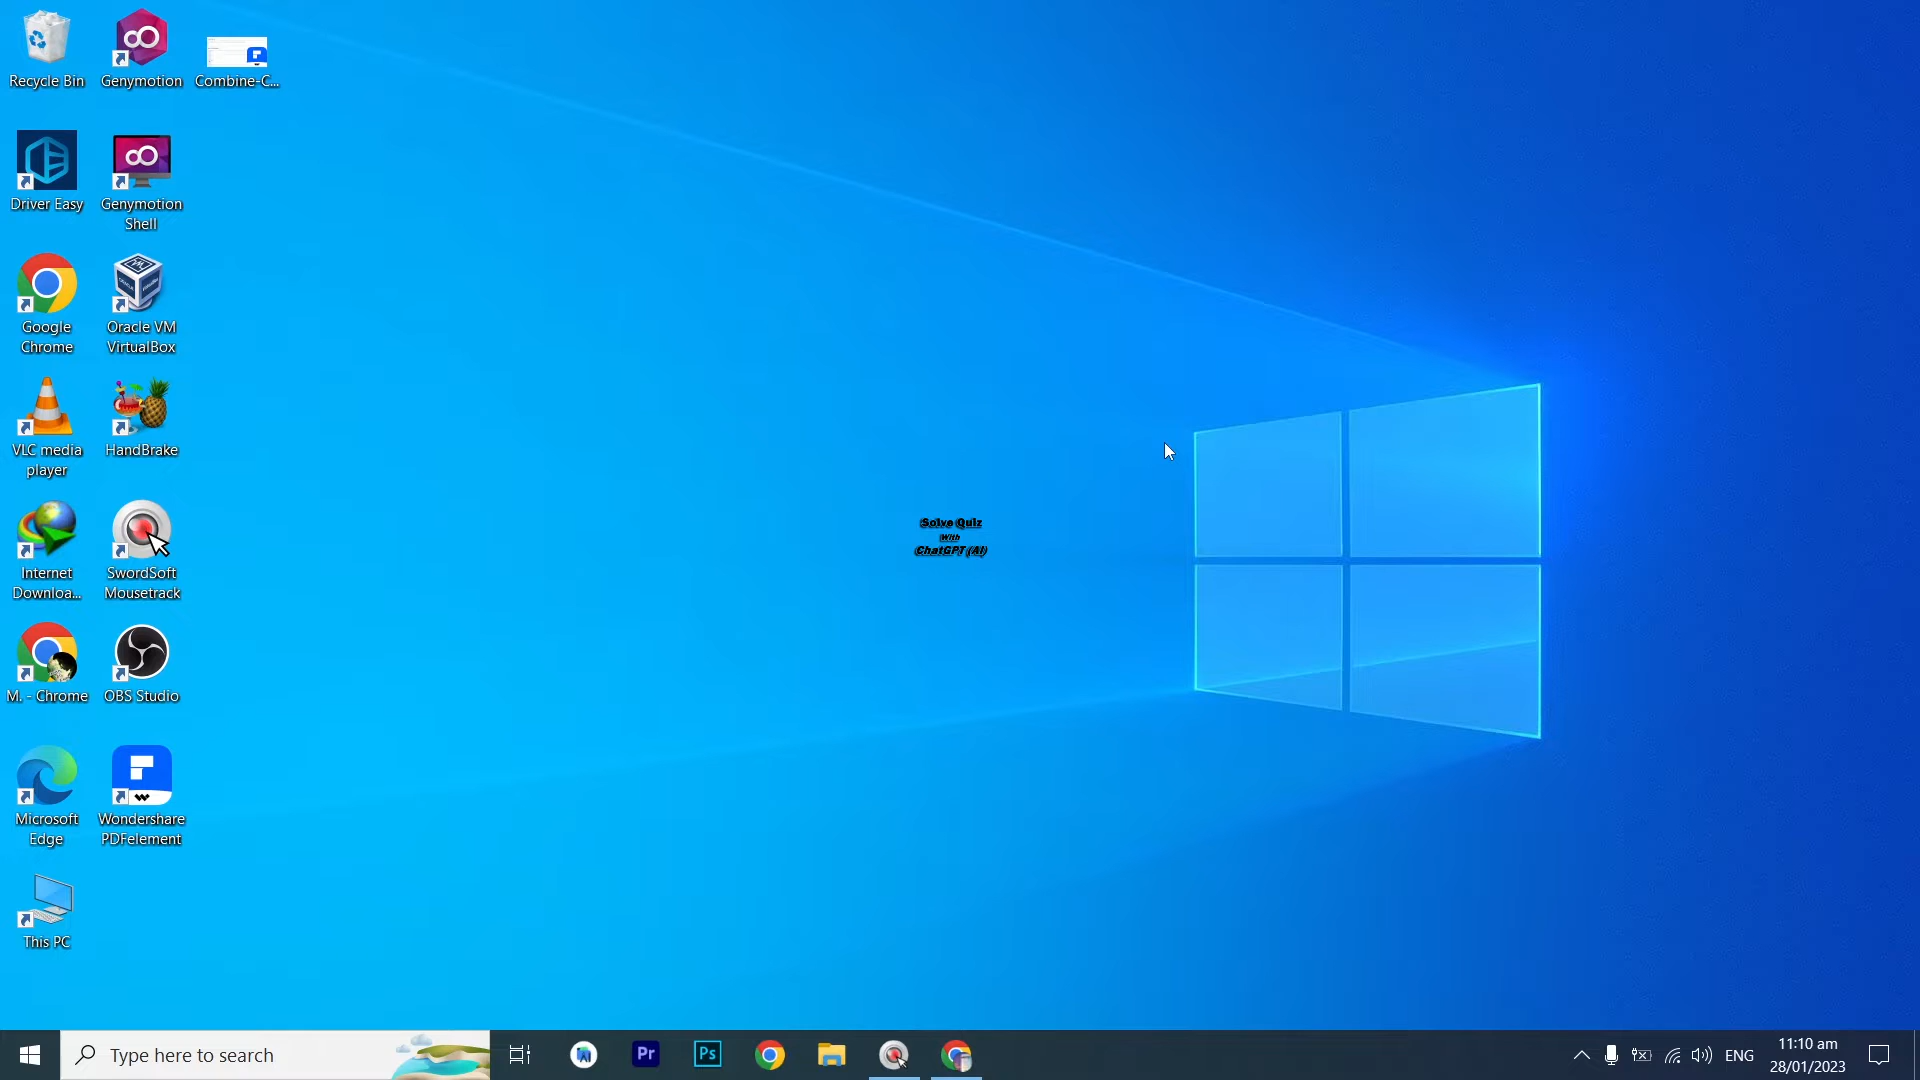 Recycle Bin
Genymotion
Combine-C...
Driver Easy
Genymotion
Shell
Google
Chrome
Oracle VM
VirtualBox
VLC media
player
HandBrake
Internet
Downloa...
SwordSoft
Mousetrack
M. - Chrome
OBS Studio
Microsoft
Edge
Wondershare
PDFelement
This PC
Solve Quiz
With
ChatGPT (AI)
Type here to search
Pr
Ps
ENG
11:10 am
28/01/2023